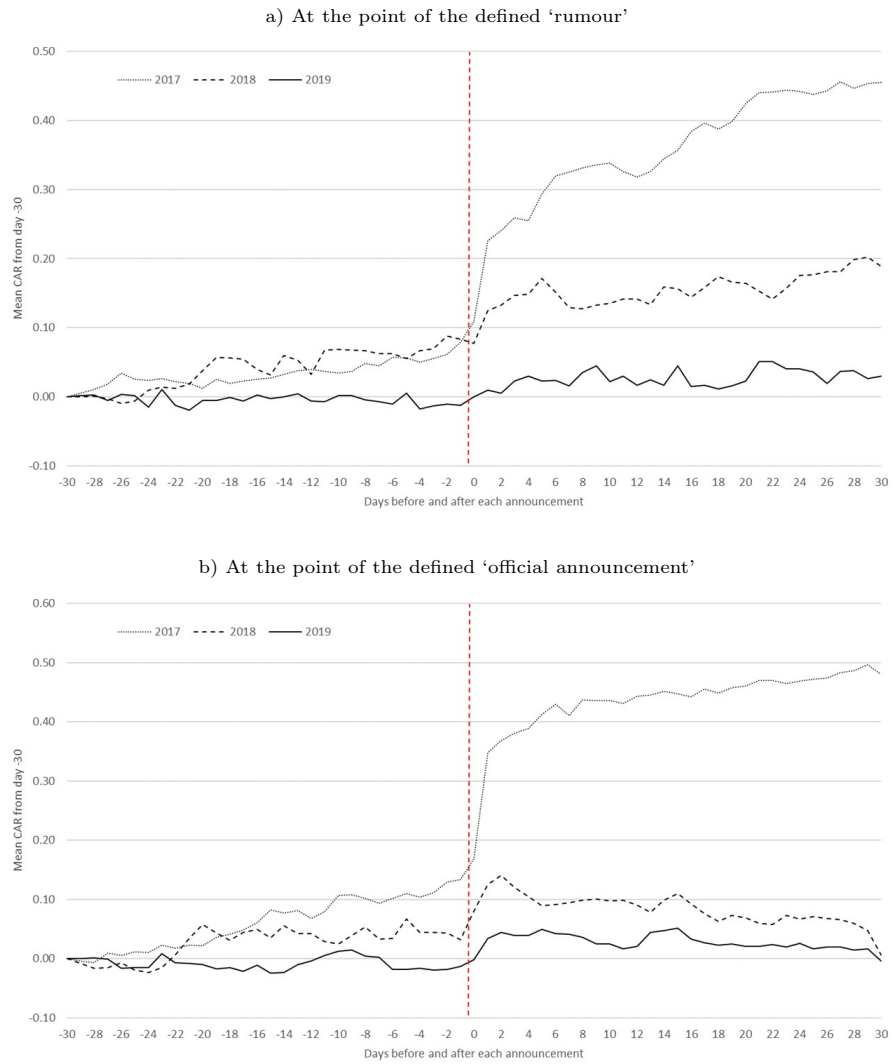 a) At the point of the defined ‘rumour’
0.50
2017 2018 2019
0.40
0.30
0.20
0.10
0.00
-0.10
Mean CAR from day -30
-30 -28 -26 -24 -22 -20 -18 -16 -14 -12 -10 -8 -6 -4 -2 0 2 4 6 8 10 12 14 16 18 20 22 24 26 28 30
Days before and after each announcement
b) At the point of the defined ‘official announcement’
0.60
2017 2018 2019
0.50
0.40
0.30
0.20
0.10
0.00
-0.10
Mean CAR from day -30
-30 -28 -26 -24 -22 -20 -18 -16 -14 -12 -10 -8 -6 -4 -2 0 2 4 6 8 10 12 14 16 18 20 22 24 26 28 30
Days before and after each announcement